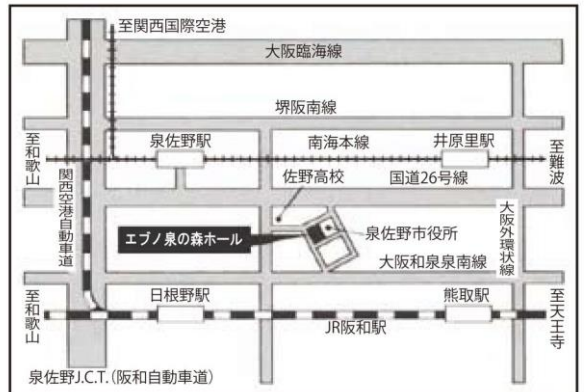 至関西国際空港
大阪臨海線
堺阪南線
至和歌山
泉佐野駅
南海本線
井原里駅
至難波
関西空港自動車道
佐野高校
国道26号線
エブノ泉の森ホール
泉佐野市役所
大阪外環状線
大阪和泉泉南線
至和歌山
日根野駅
熊取駅
至天王寺
JR阪和駅
泉佐野J.C.T.(阪和自動車道)